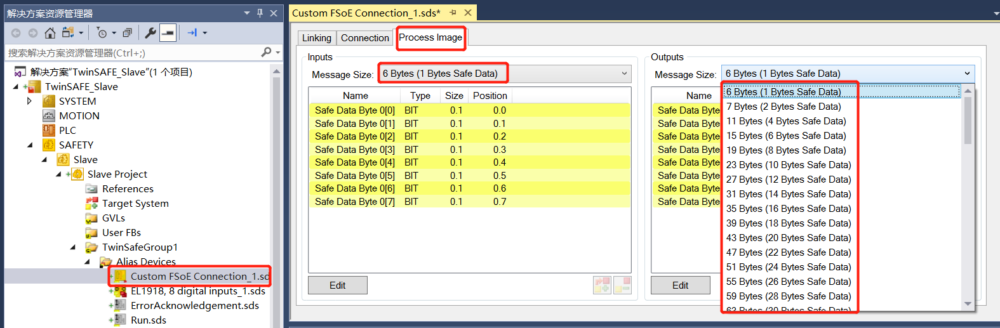 解决方案资源管理器
搜索解决方案资源管理器(Ctrl+;)
解决方案"TwinSAFE_Slave"(1 个项目)
TwinSAFE_Slave
SYSTEM
MOTION
PLC
SAFETY
Slave
Slave Project
References
Target System
GVLs
User FBs
TwinSafeGroup1
Alias Devices
Custom FSoE Connection_1.sd
EL1918, 8 digital inputs_1.sds
ErrorAcknowledgement.sds
Run.sds
Custom FSoE Connection_1.sds*
Linking Connection Process Image
Inputs
Message Size: 6 Bytes (1 Bytes Safe Data)
Name Type Size Position
Safe Data Byte 0[0] BIT 0.1 0.0
Safe Data Byte 0[1] BIT 0.1 0.1
Safe Data Byte 0[2] BIT 0.1 0.2
Safe Data Byte 0[3] BIT 0.1 0.3
Safe Data Byte 0[4] BIT 0.1 0.4
Safe Data Byte 0[5] BIT 0.1 0.5
Safe Data Byte 0[6] BIT 0.1 0.6
Safe Data Byte 0[7] BIT 0.1 0.7
Edit
Outputs
Message Size: 6 Bytes (1 Bytes Safe Data)
Name
Safe Data Byte
Safe Data Byte
Safe Data Byte
Safe Data Byte
Safe Data Byte
Safe Data Byte
Safe Data Byte
Safe Data Byte
6 Bytes (1 Bytes Safe Data)
7 Bytes (2 Bytes Safe Data)
11 Bytes (4 Bytes Safe Data)
15 Bytes (6 Bytes Safe Data)
19 Bytes (8 Bytes Safe Data)
23 Bytes (10 Bytes Safe Data)
27 Bytes (12 Bytes Safe Data)
31 Bytes (14 Bytes Safe Data)
35 Bytes (16 Bytes Safe Data)
39 Bytes (18 Bytes Safe Data)
43 Bytes (20 Bytes Safe Data)
47 Bytes (22 Bytes Safe Data)
51 Bytes (24 Bytes Safe Data)
55 Bytes (26 Bytes Safe Data)
59 Bytes (28 Bytes Safe Data)
Edit